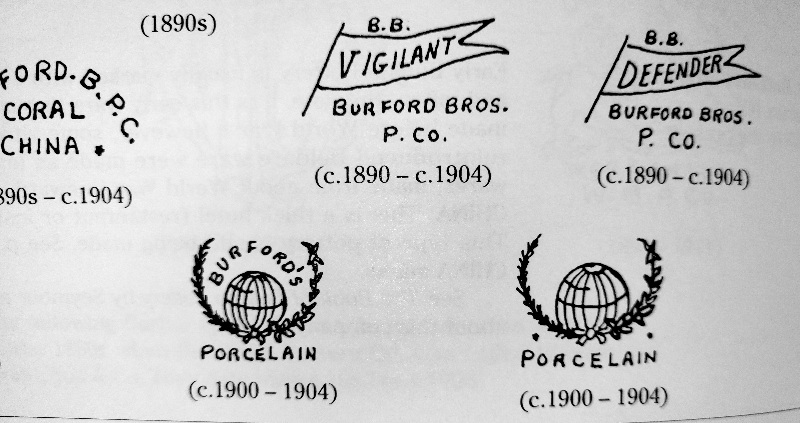 (1890s)
FORD. B.P.C.
CORAL
CHINA
890s – c.1904)
B.B.
VIGILANT
BURFORD BROS.
P. CO.
(c.1890 – c.1904)
B.B.
DEFENDER
BURFORD BROS.
P. CO.
(c.1890 – c.1904)
BURFORD'S
PORCELAIN
(c.1900 – 1904)
PORCELAIN
(c.1900 – 1904)